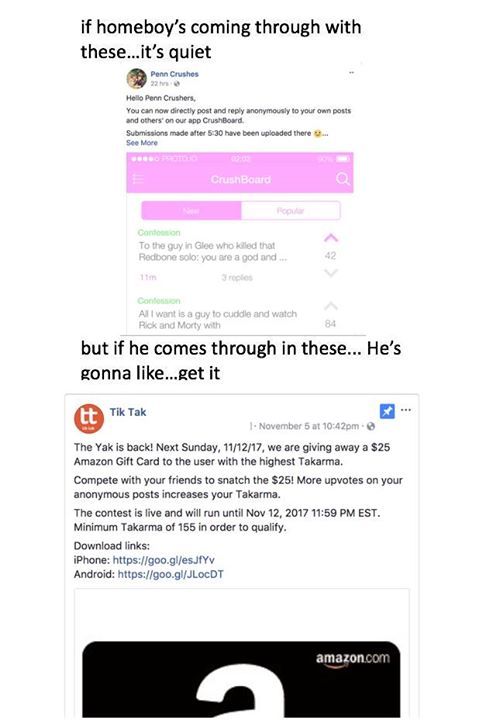 if homeboy's coming through with
these...it's quiet
Penn Crushes
22 hrs ·
Hello Penn Crushers,
You can now directly post and reply anonymously to your own posts
and others' on our app CrushBoard.
Submissions made after 5:30 have been uploaded there 😉...
See More
PROTO.IO 02:02 90%
CrushBoard
New Popular
Confession
To the guy in Glee who killed that
Redbone solo: you are a god and ...
42
11m 3 replies
Confession
All I want is a guy to cuddle and watch
Rick and Morty with
84
but if he comes through in these... He's
gonna like...get it
tt
tik tak
Tik Tak
November 5 at 10:42pm ·
The Yak is back! Next Sunday, 11/12/17, we are giving away a $25
Amazon Gift Card to the user with the highest Takarma.
Compete with your friends to snatch the $25! More upvotes on your
anonymous posts increases your Takarma.
The contest is live and will run until Nov 12, 2017 11:59 PM EST.
Minimum Takarma of 155 in order to qualify.
Download links:
iPhone: https://goo.gl/esJfYv
Android: https://goo.gl/JLocDT
amazon.com
a